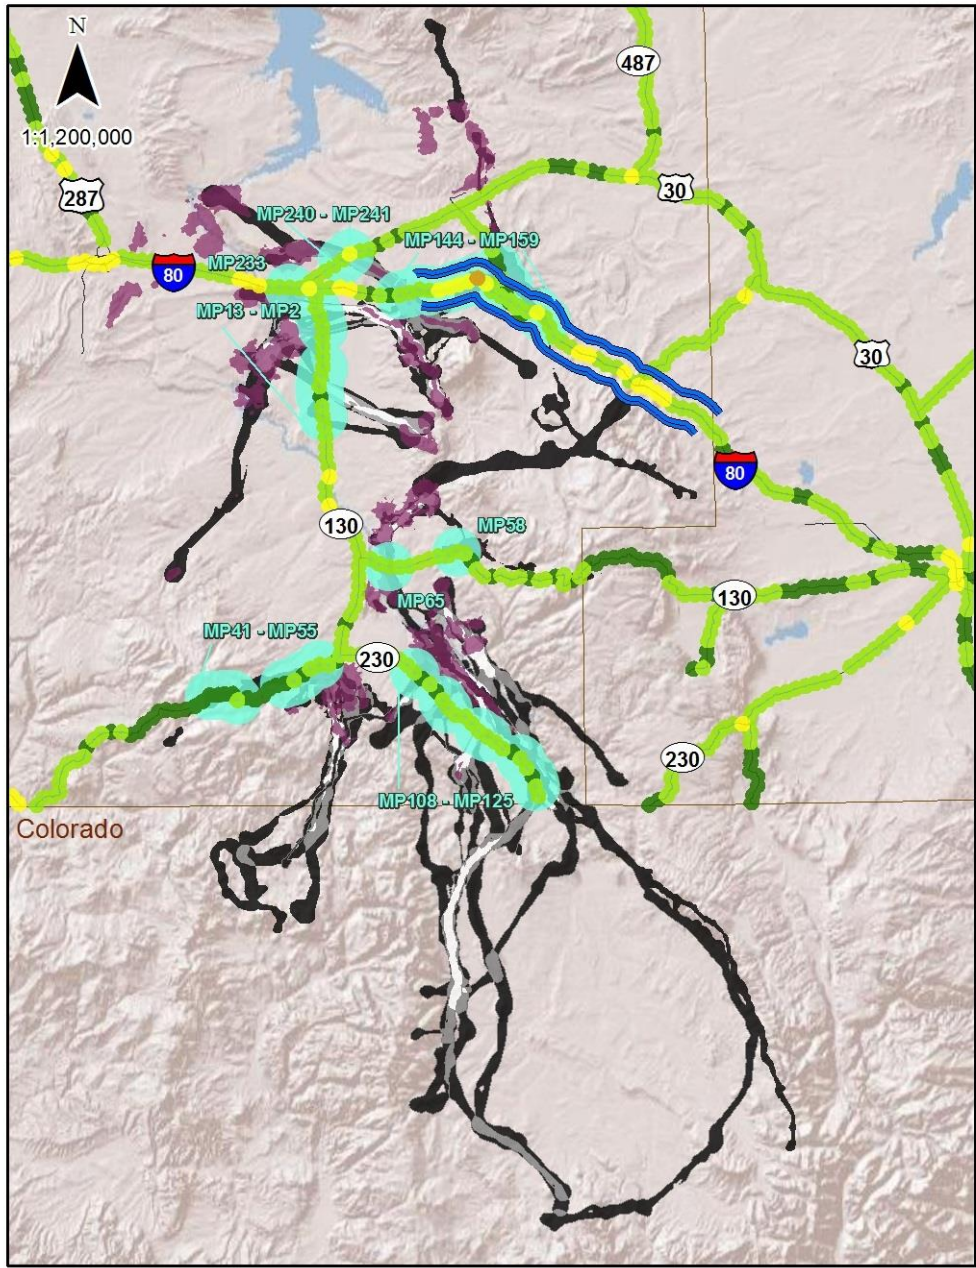 N
487
1:1,200,000
287
30
MP240 - MP241
MP144 - MP159
MP233
80
MP13 - MP2
30
80
130
MP58
130
MP65
MP41 - MP55
230
230
MP108 - MP125
Colorado